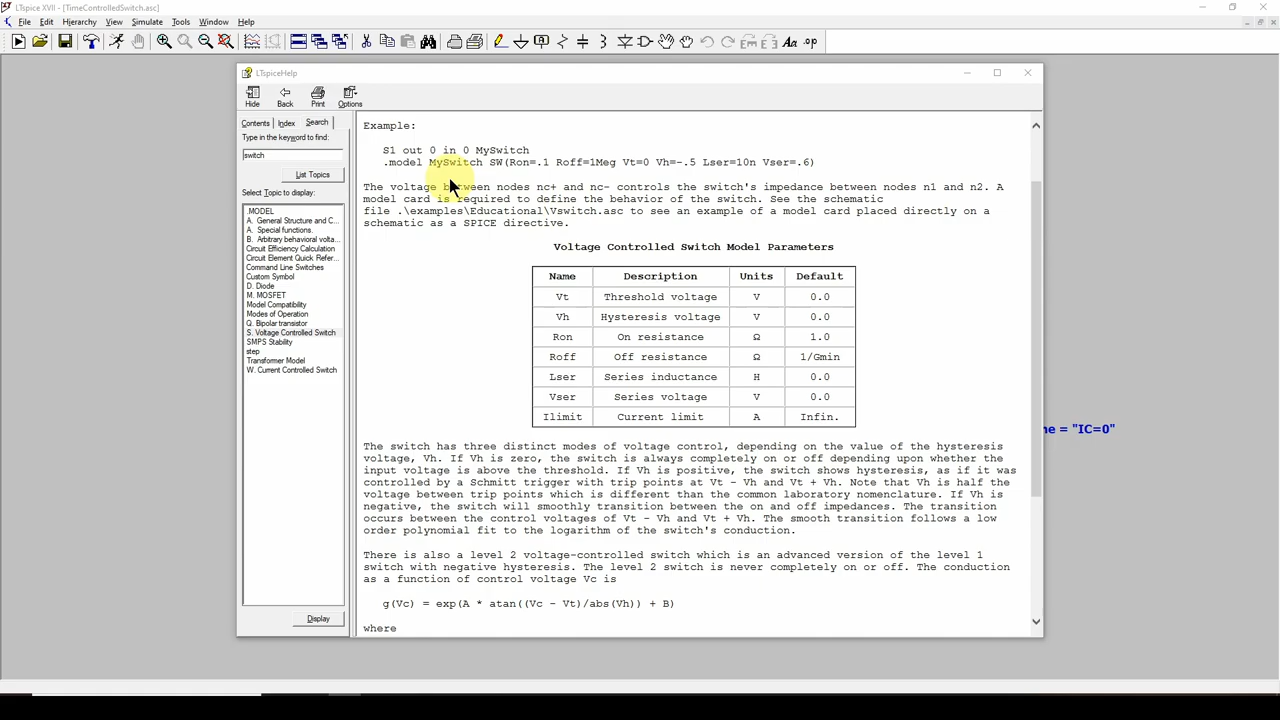 LTspice XVII - [TimeControlledSwitch.asc]
File Edit Hierarchy View Simulate Tools Window Help
LTspiceHelp
Hide Back Print Options
Contents Index Search
Type in the keyword to find:
switch
List Topics
Select Topic to display:
.MODEL
A. General Structure and C...
A. Special functions.
B. Arbitrary behavioral volta...
Circuit Efficiency Calculation
Circuit Element Quick Refer...
Command Line Switches
Custom Symbol
D. Diode
M. MOSFET
Model Compatibility
Modes of Operation
Q. Bipolar transistor
S. Voltage Controlled Switch
SMPS Stability
step
Transformer Model
W. Current Controlled Switch
Display
Example:
S1 out 0 in 0 MySwitch
.model MySwitch SW(Ron=.1 Roff=1Meg Vt=0 Vh=-.5 Lser=10n Vser=.6)
The voltage between nodes nc+ and nc- controls the switch's impedance between nodes n1 and n2. A
model card is required to define the behavior of the switch. See the schematic
file .\examples\Educational\Vswitch.asc to see an example of a model card placed directly on a
schematic as a SPICE directive.
Voltage Controlled Switch Model Parameters
Name Description Units Default
Vt Threshold voltage V 0.0
Vh Hysteresis voltage V 0.0
Ron On resistance Ω 1.0
Roff Off resistance Ω 1/Gmin
Lser Series inductance H 0.0
Vser Series voltage V 0.0
Ilimit Current limit A Infin.
The switch has three distinct modes of voltage control, depending on the value of the hysteresis
voltage, Vh. If Vh is zero, the switch is always completely on or off depending upon whether the
input voltage is above the threshold. If Vh is positive, the switch shows hysteresis, as if it was
controlled by a Schmitt trigger with trip points at Vt - Vh and Vt + Vh. Note that Vh is half the
voltage between trip points which is different than the common laboratory nomenclature. If Vh is
negative, the switch will smoothly transition between the on and off impedances. The transition
occurs between the control voltages of Vt - Vh and Vt + Vh. The smooth transition follows a low
order polynomial fit to the logarithm of the switch's conduction.
There is also a level 2 voltage-controlled switch which is an advanced version of the level 1
switch with negative hysteresis. The level 2 switch is never completely on or off. The conduction
as a function of control voltage Vc is
g(Vc) = exp(A * atan((Vc - Vt)/abs(Vh)) + B)
where
ne = "IC=0"
Aa .op